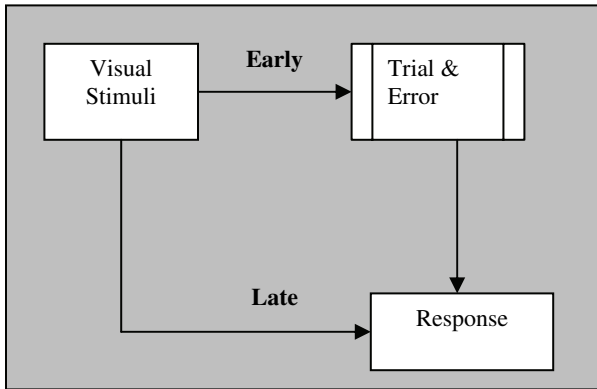 Visual
Stimuli
Early
Trial &
Error
Late
Response